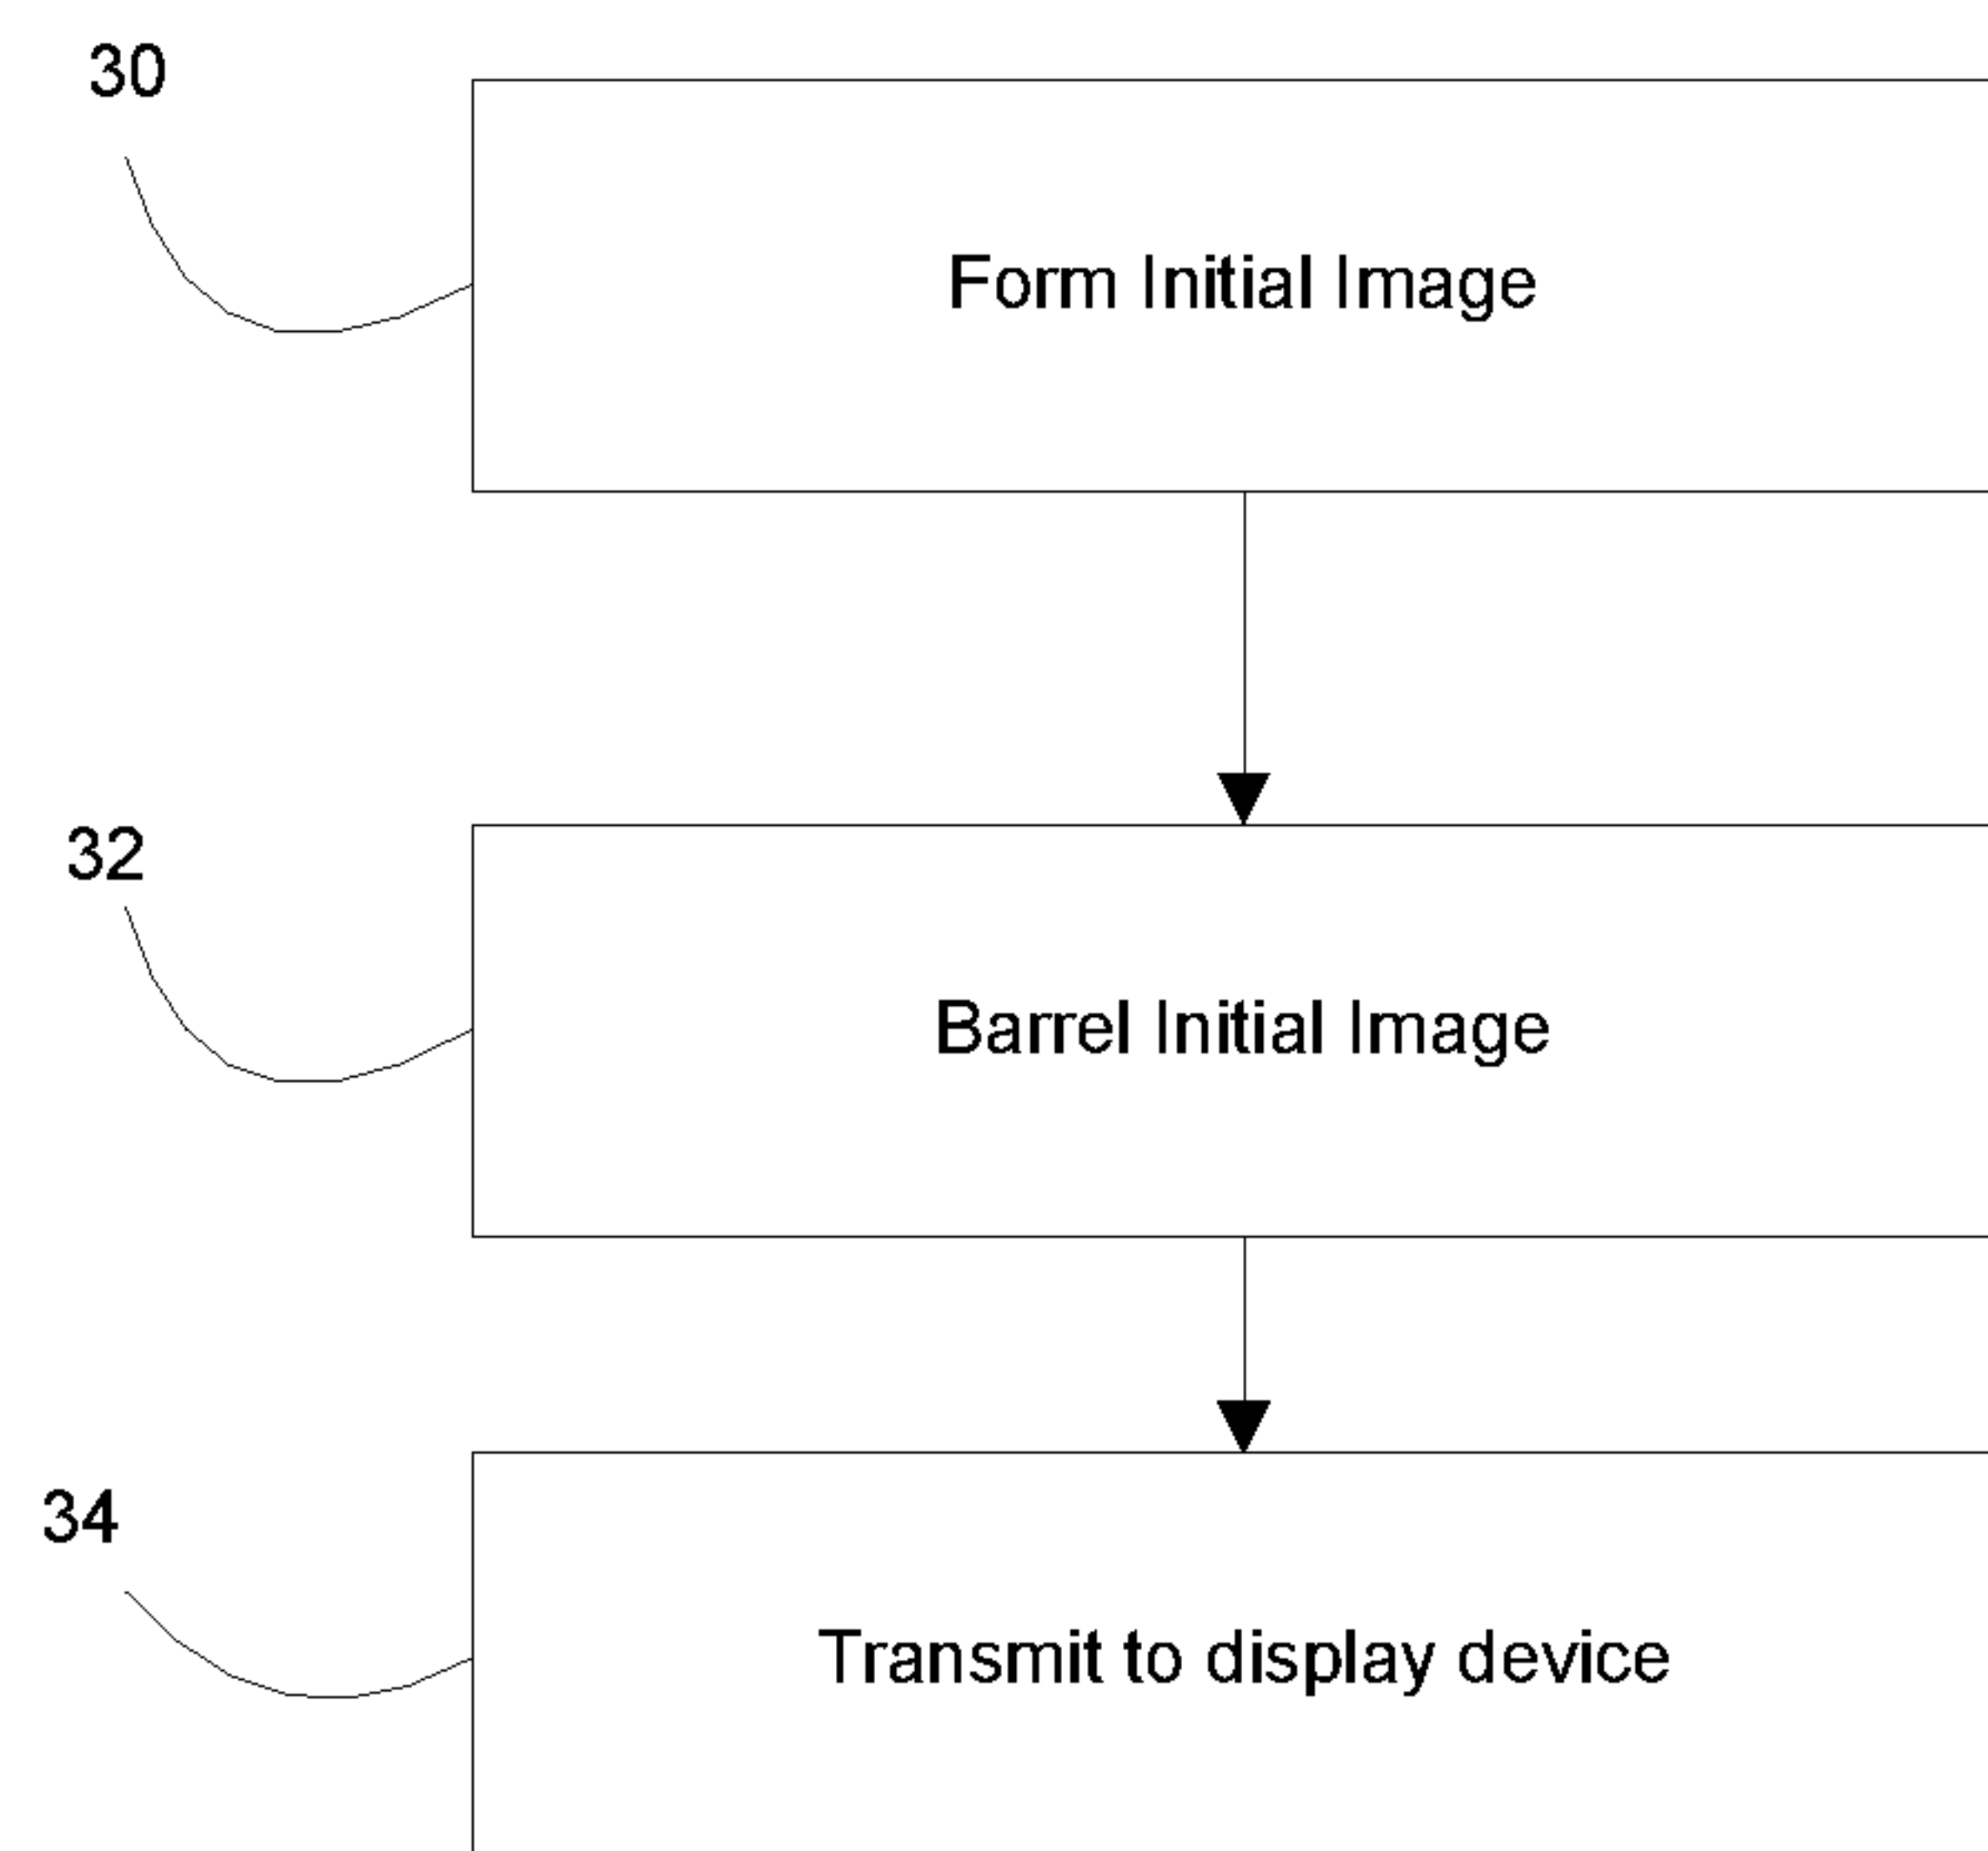 30
Form Initial Image
32
Barrel Initial Image
34
Transmit to display device